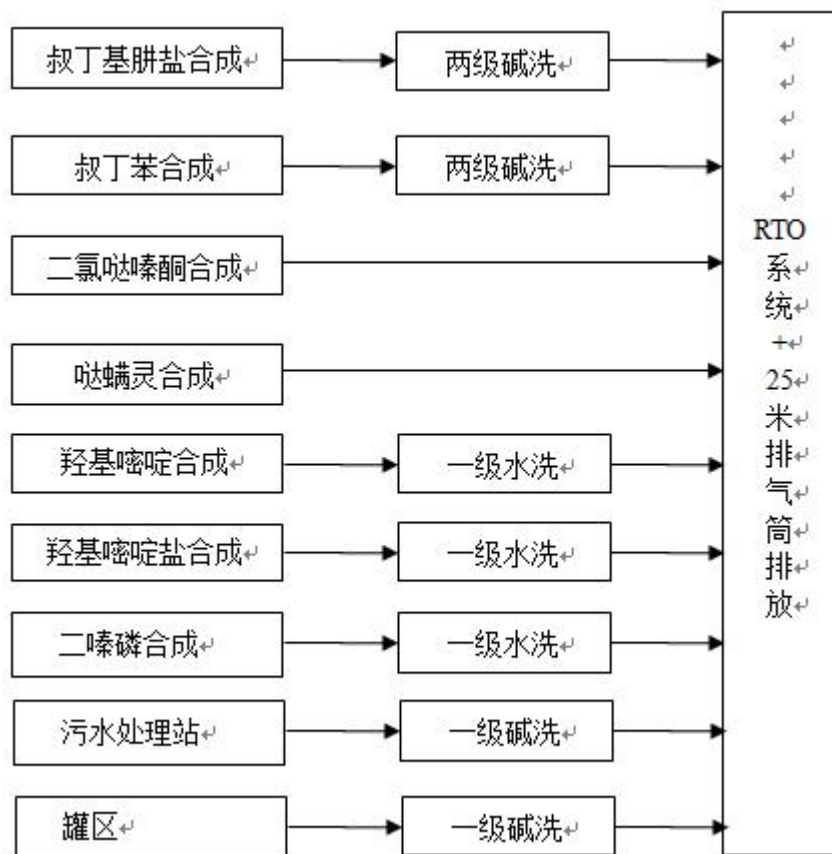 叔丁基肼盐合成
两级碱洗
叔丁苯合成
两级碱洗
二氯哒嗪酮合成
哒螨灵合成
羟基嘧啶合成
一级水洗
羟基嘧啶盐合成
一级水洗
二嗪磷合成
一级水洗
污水处理站
一级碱洗
罐区
一级碱洗
RTO
系
统
+
25
米
排
气
筒
排
放